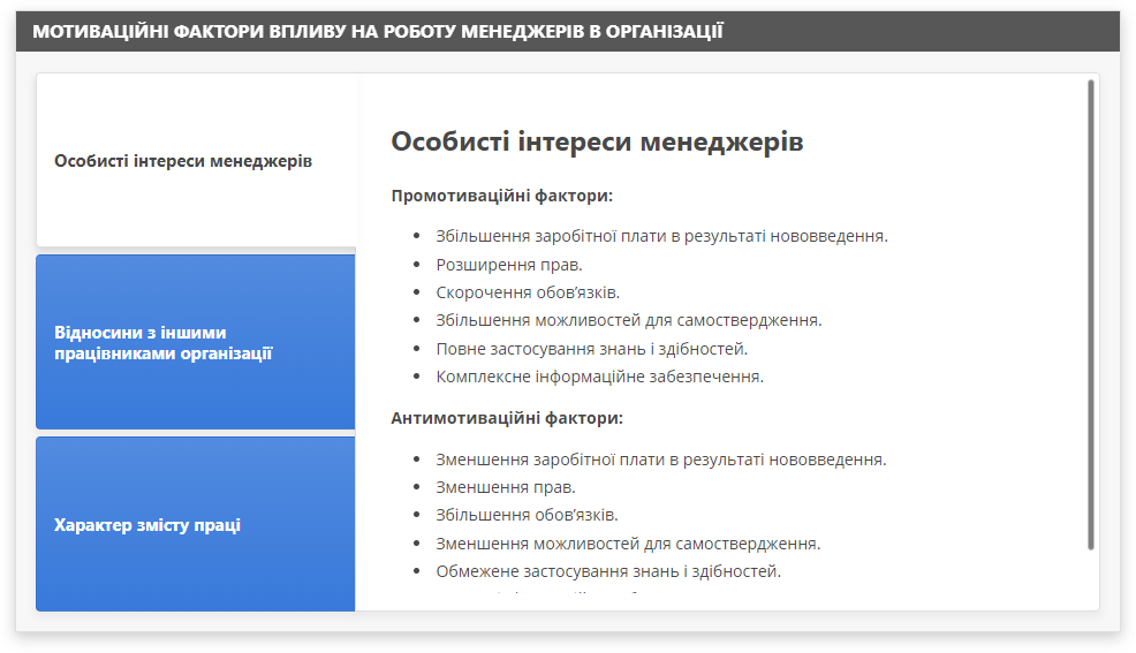 МОТИВАЦІЙНІ ФАКТОРИ ВПЛИВУ НА РОБОТУ МЕНЕДЖЕРІВ В ОРГАНІЗАЦІЇ
Особисті інтереси менеджерів
Відносини з іншими
працівниками організації
Характер змісту праці
Особисті інтереси менеджерів
Промотиваційні фактори:
• Збільшення заробітної плати в результаті нововведення.
• Розширення прав.
• Скорочення обов’язків.
• Збільшення можливостей для самоствердження.
• Повне застосування знань і здібностей.
• Комплексне інформаційне забезпечення.
Антимотиваційні фактори:
• Зменшення заробітної плати в результаті нововведення.
• Зменшення прав.
• Збільшення обов’язків.
• Зменшення можливостей для самоствердження.
• Обмежене застосування знань і здібностей.